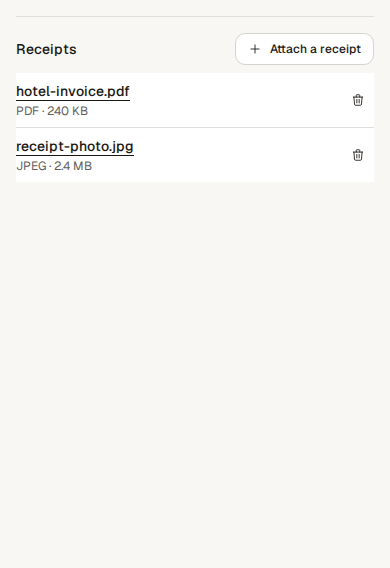 Receipts
Attach a receipt
hotel-invoice.pdf
PDF · 240 KB
receipt-photo.jpg
JPEG · 2.4 MB